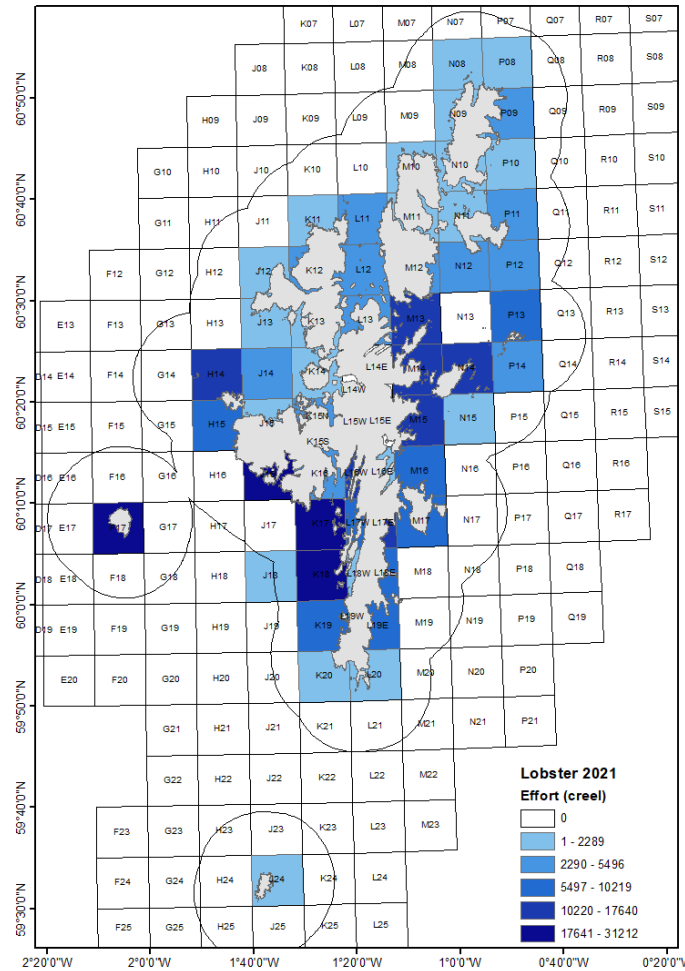 K07 L07 M07 N07 P07 Q07 R07 S07
J08 K08 L08 M08 N08 P08 Q08 R08 S08
60°50'0"N
H09 J09 K09 L09 M09 N09 P09 Q09 R09 S09
G10 H10 J10 K10 L10 M10 N10 P10 Q10 R10 S10
60°40'0"N
G11 H11 J11 K11 L11 M11 N11 P11 Q11 R11 S11
F12 G12 H12 J12 K12 L12 M12 N12 P12 Q12 R12 S12
60°30'0"N
E13 F13 G13 H13 J13 K13 L13 M13 N13 P13 Q13 R13 S13
D14 E14 F14 G14 H14 J14 K14 L14W L14E M14 N14 P14 Q14 R14 S14
60°20'0"N
D15 E15 F15 G15 H15 J15 K15N K15S L15W L15E M15 N15 P15 Q15 R15 S15
D16 E16 F16 G16 H16 K16 L16W L16E M16 N16 P16 Q16 R16
60°10'0"N
D17 E17 F17 G17 H17 J17 K17 L17W L17E M17 N17 P17 Q17 R17
D18 E18 F18 G18 H18 J18 K18 L18W L18E M18 N18 P18 Q18
60°0'0"N
D19 E19 F19 G19 H19 J19 K19 L19W L19E M19 N19 P19 Q19
E20 F20 G20 H20 J20 K20 L20 M20 N20 P20
59°50'0"N
G21 H21 J21 K21 L21 M21 N21 P21
G22 H22 J22 K22 L22 M22
59°40'0"N
F23 G23 H23 J23 K23 L23 M23
F24 G24 H24 J24 K24 L24
59°30'0"N
F25 G25 H25 J25 K25 L25
Lobster 2021
Effort (creel)
0
1 - 2289
2290 - 5496
5497 - 10219
10220 - 17640
17641 - 31212
2°20'0"W 2°0'0"W 1°40'0"W 1°20'0"W 1°0'0"W 0°40'0"W 0°20'0"W